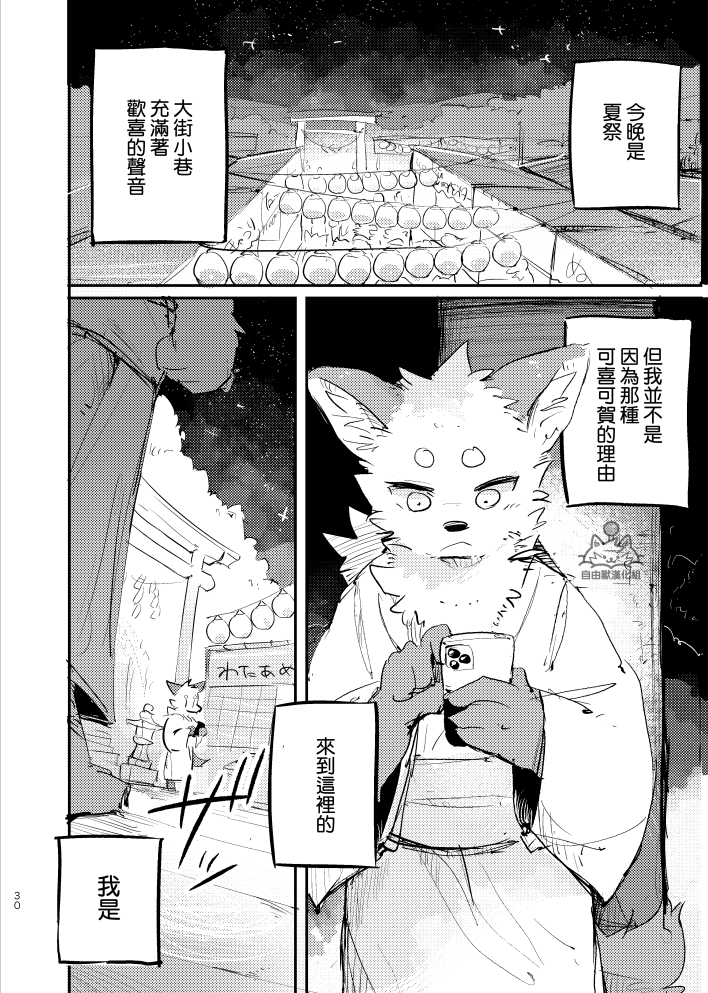 今晚是
夏祭
大街小巷
充滿著
歡喜的聲音
但我並不是
因為那種
可喜可賀的理由
自由獸漢化組
來到這裡的
わたあめ
我是
30